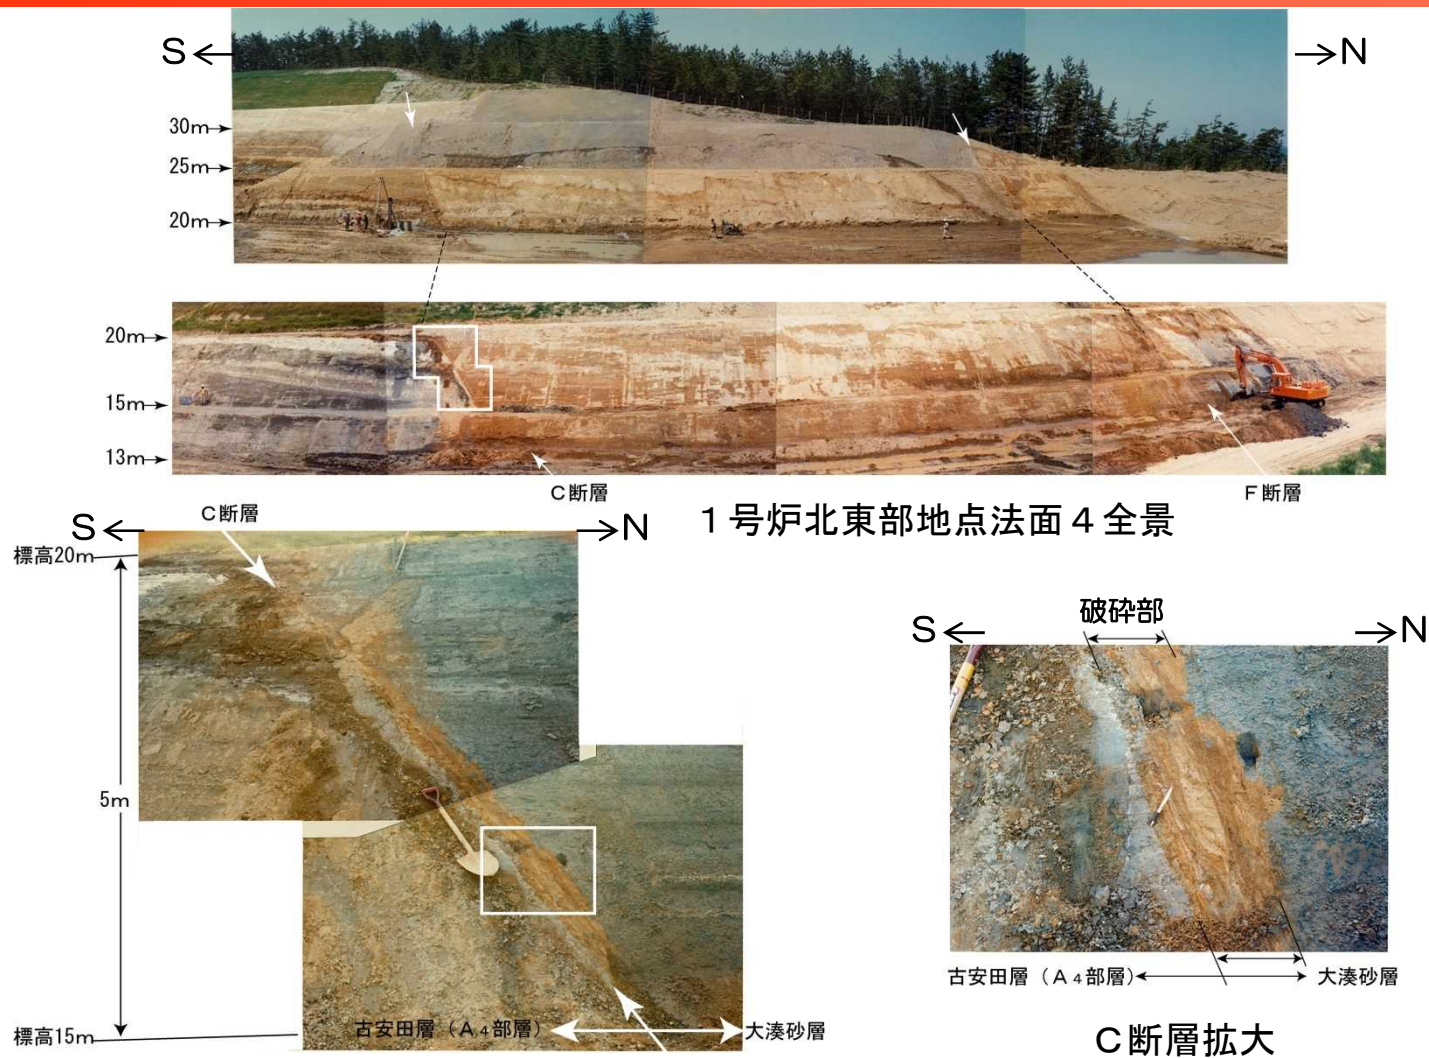 S
N
30m
25m
20m
20m
15m
13m
C断層
F断層
1号炉北東部地点法面4全景
C断層
S
N
標高20m
5m
標高15m
古安田層（A4部層）
大湊砂層
破砕部
S
N
古安田層（A4部層）
大湊砂層
C断層拡大